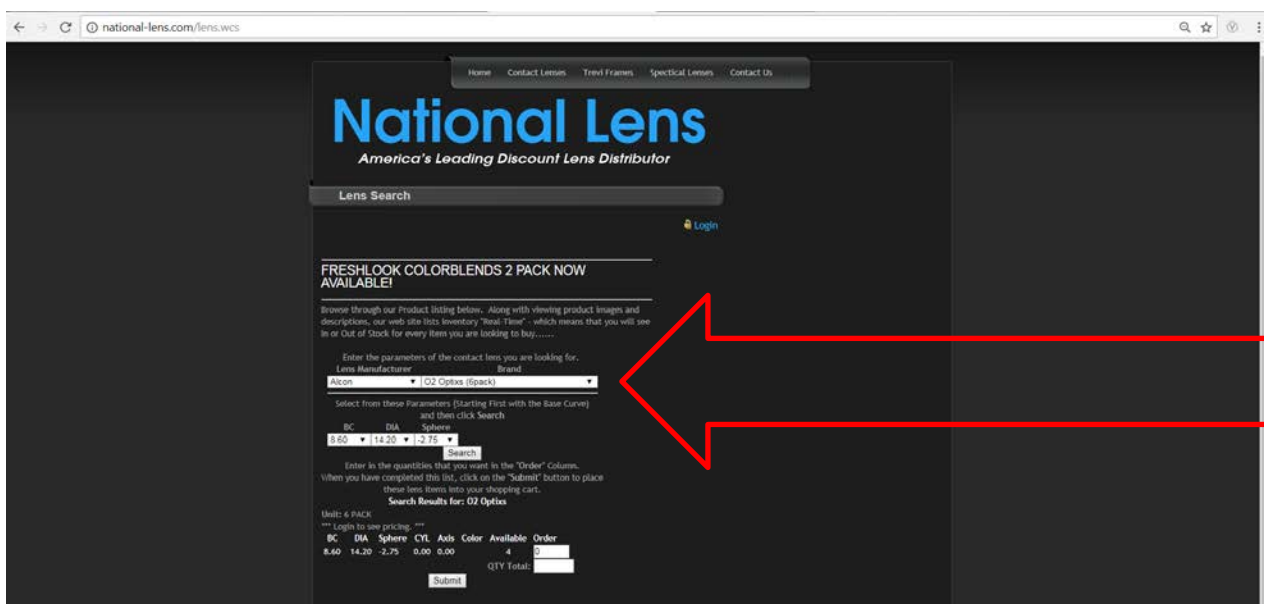 national-lens.com/lens.wcs
Home Contact Lenses Trevi Frames Spectical Lenses Contact Us
National Lens
America's Leading Discount Lens Distributor
Lens Search
Login
FRESHLOOK COLORBLENDS 2 PACK NOW
AVAILABLE!
Browse through our Product listing below. Along with viewing product images and
descriptions, our web site lists inventory "Real-Time" - which means that you will see
In or Out of Stock for every item you are looking to buy......
Enter the parameters of the contact lens you are looking for.
Lens Manufacturer Brand
Alcon O2 Optixs (6pack)
Select from these Parameters (Starting First with the Base Curve)
and then click Search
BC DIA Sphere
8.60 14.20 -2.75
Search
Enter in the quantities that you want in the "Order" Column.
When you have completed this list, click on the "Submit" button to place
these lens items into your shopping cart.
Search Results for: O2 Optixs
Unit: 6 PACK
*** Login to see pricing. ***
BC DIA Sphere CYL Axis Color Available Order
8.60 14.20 -2.75 0.00 0.00 4 0
QTY Total:
Submit